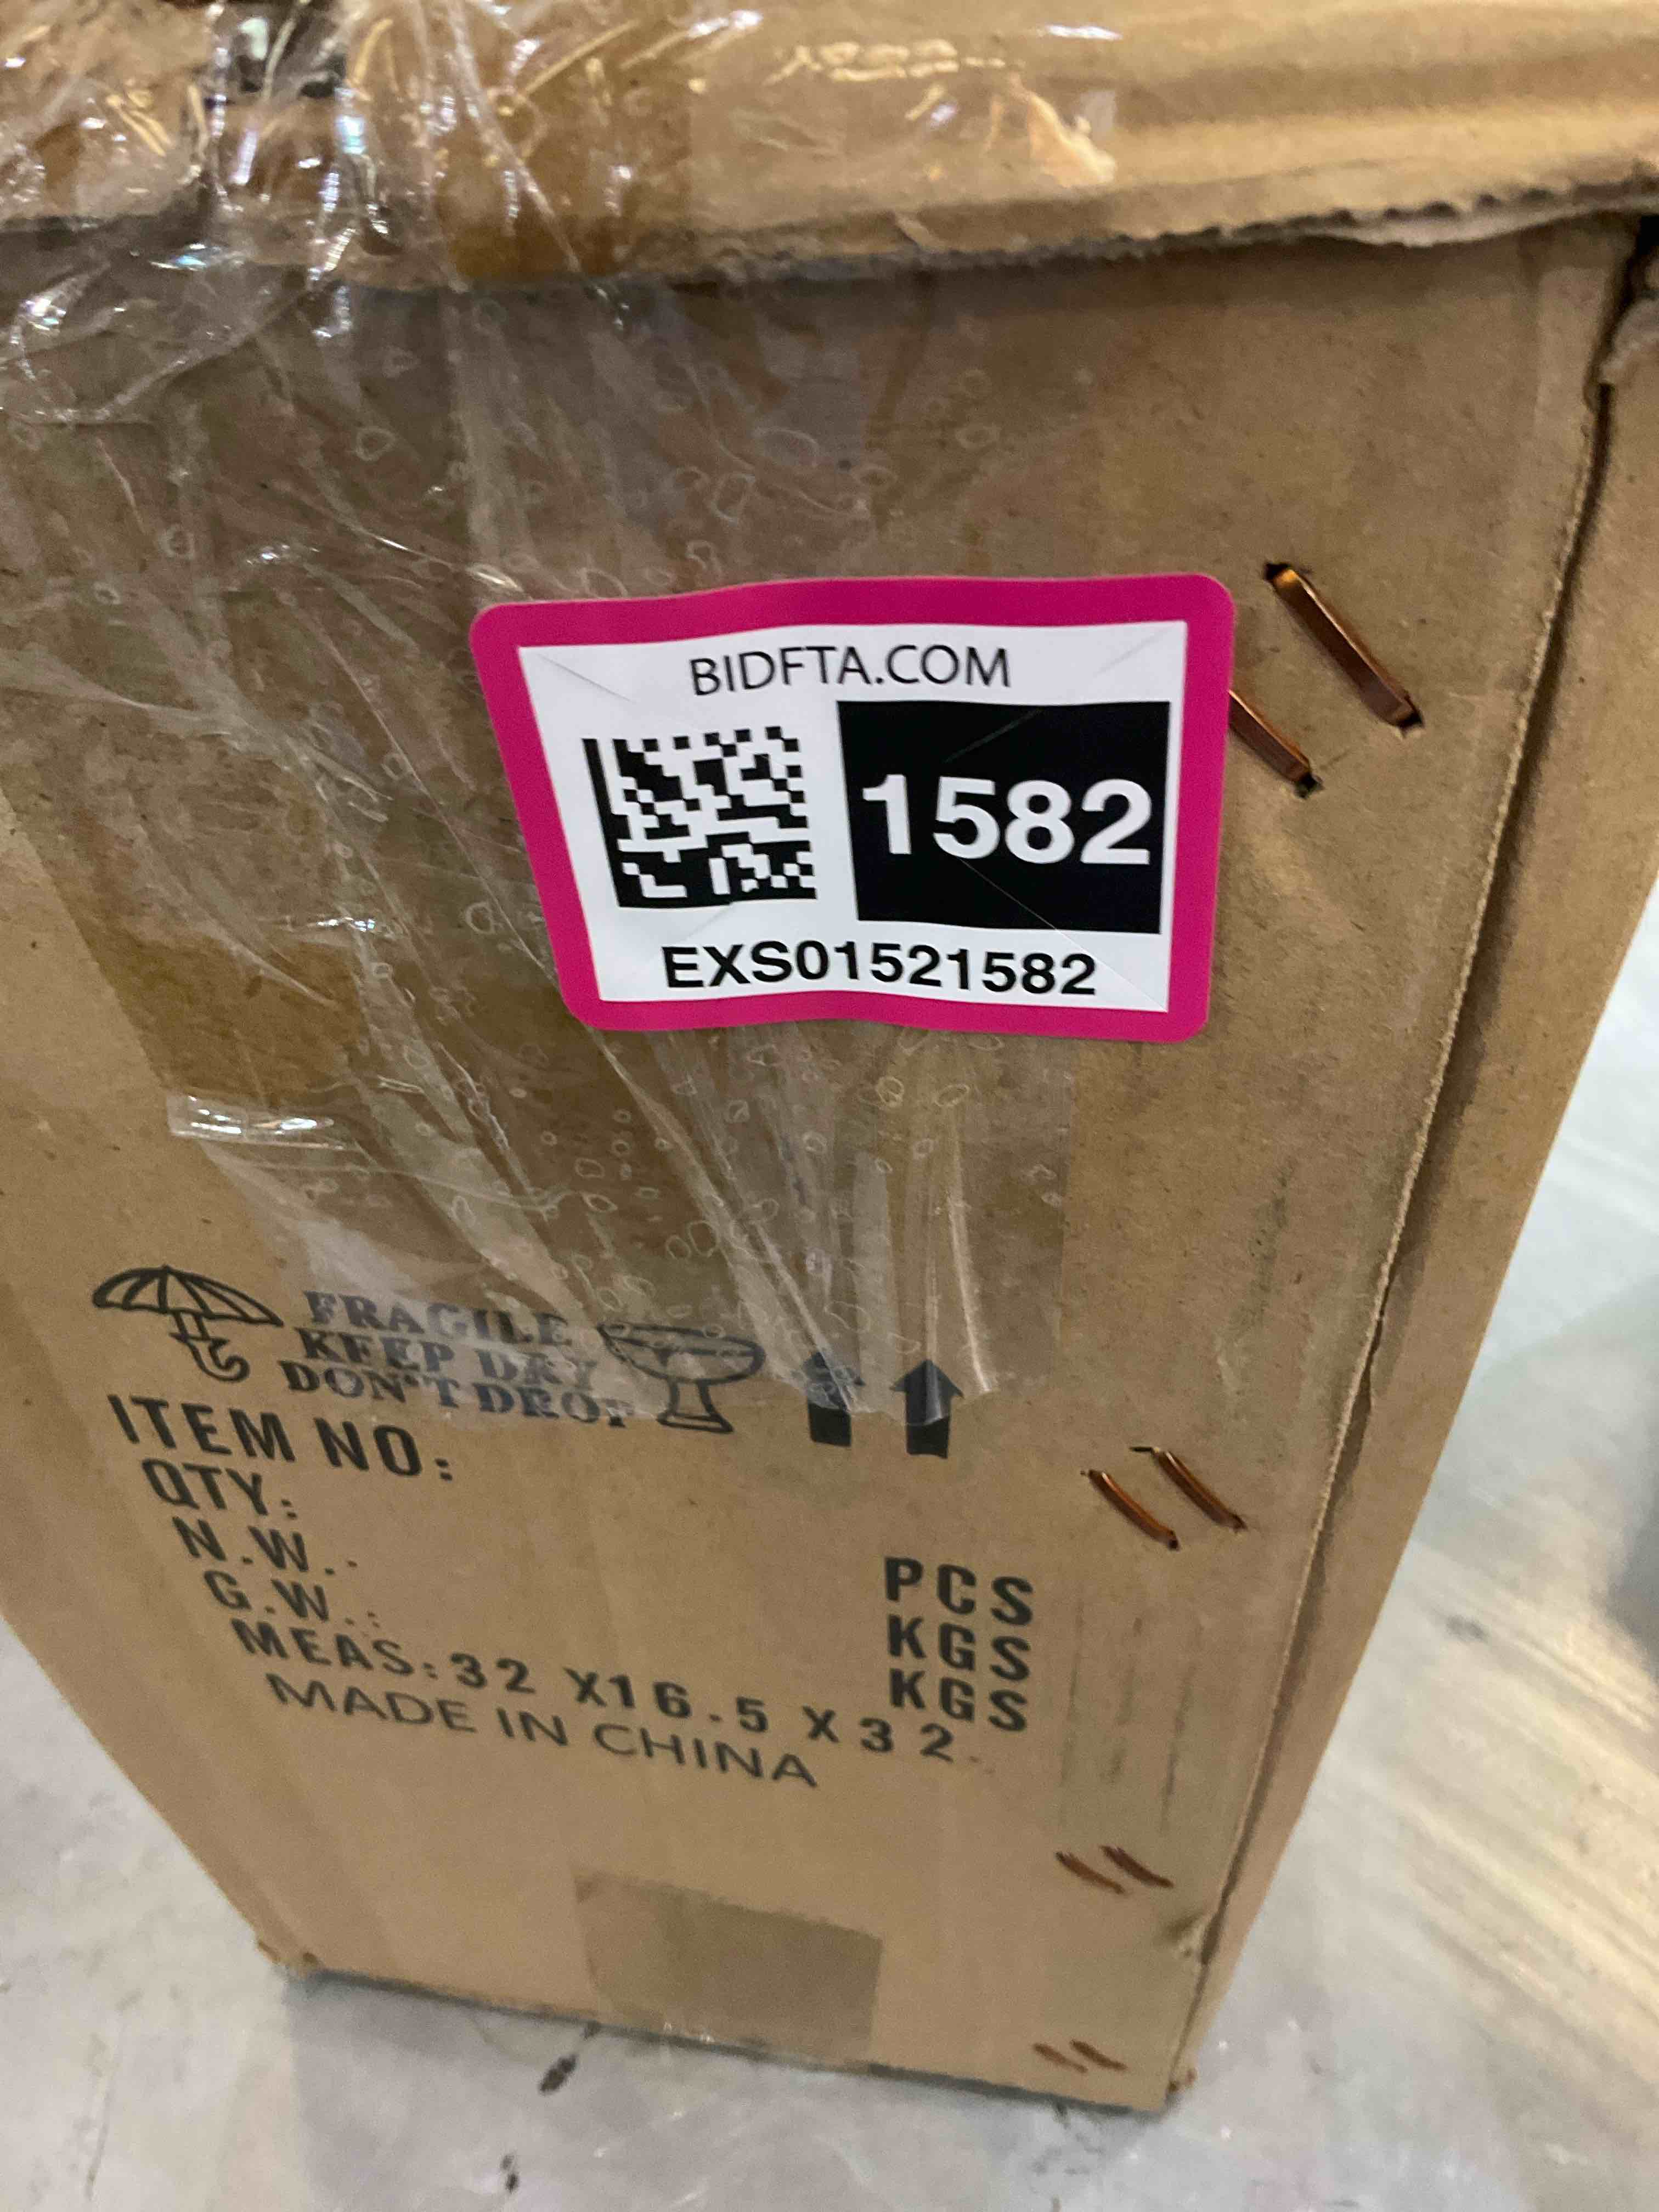 BIDFTA.COM
1582
EXS01521582
FRAGILE
KEEP DRY
DON'T DROP
ITEM NO:
QTY: PCS
N.W.: KGS
G.W.: KGS
MEAS:32 X16.5 X32
MADE IN CHINA